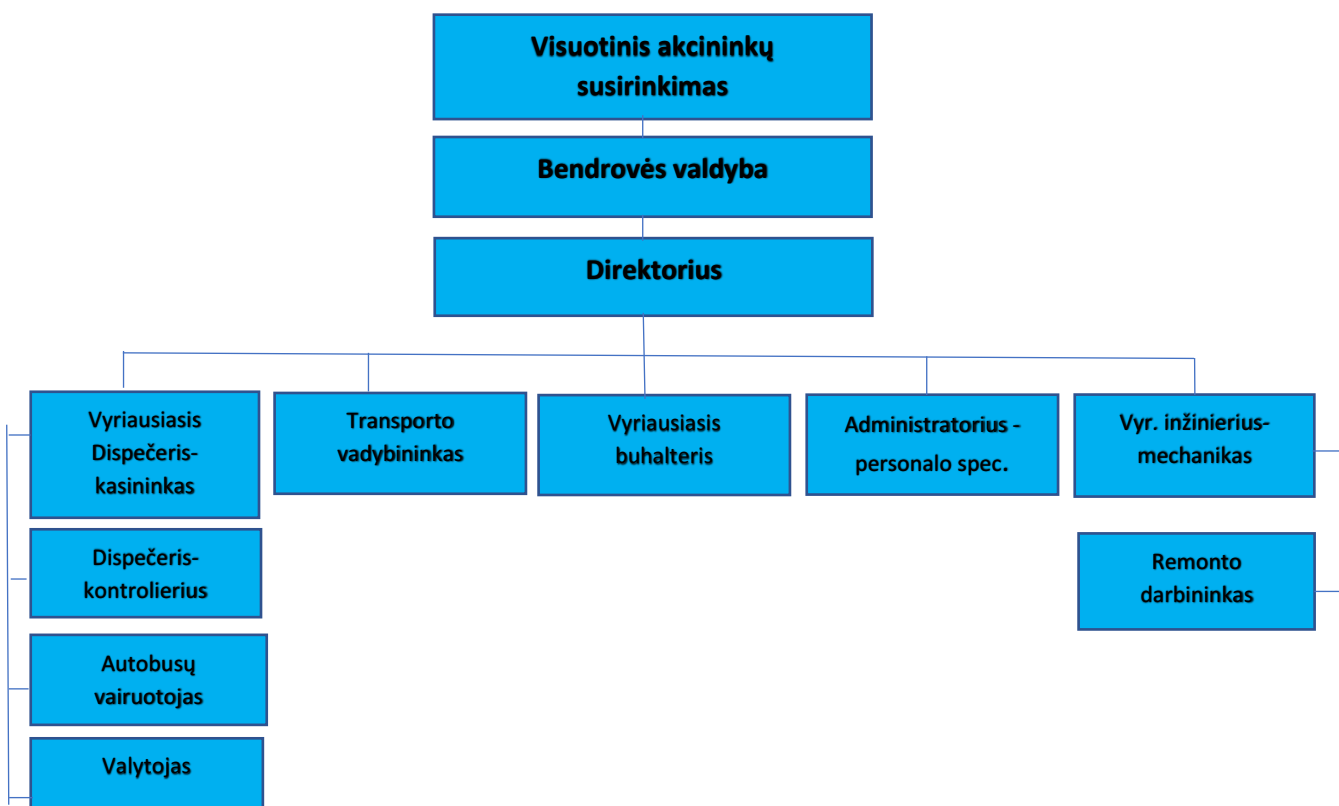 Visuotinis akcininkų
susirinkimas
Bendrovės valdyba
Direktorius
Vyriausiasis
Dispečeris-
kasininkas
Transporto
vadybininkas
Vyriausiasis
buhalteris
Administratorius -
personalo spec.
Vyr. inžinierius-
mechanikas
Dispečeris-
kontrolierius
Remonto
darbininkas
Autobusų
vairuotojas
Valytojas